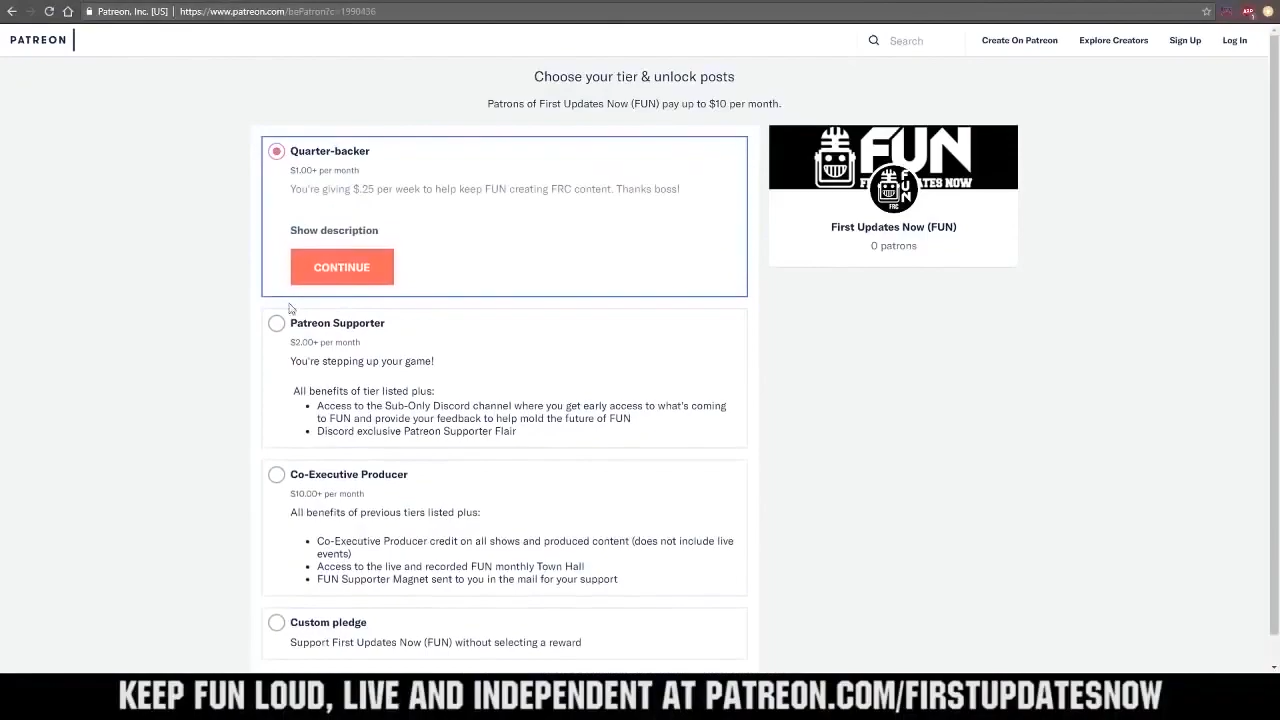 Patreon, Inc. [US] | https://www.patreon.com/bePatron?c=1990436
PATREON
Search
Create On Patreon
Explore Creators
Sign Up
Log In
Choose your tier & unlock posts
Patrons of First Updates Now (FUN) pay up to $10 per month.
Quarter-backer
$1.00+ per month
You're giving $.25 per week to help keep FUN creating FRC content. Thanks boss!
Show description
CONTINUE
Patreon Supporter
$2.00+ per month
You're stepping up your game!
All benefits of tier listed plus:
• Access to the Sub-Only Discord channel where you get early access to what's coming
to FUN and provide your feedback to help mold the future of FUN
• Discord exclusive Patreon Supporter Flair
Co-Executive Producer
$10.00+ per month
All benefits of previous tiers listed plus:
• Co-Executive Producer credit on all shows and produced content (does not include live
events)
• Access to the live and recorded FUN monthly Town Hall
• FUN Supporter Magnet sent to you in the mail for your support
Custom pledge
Support First Updates Now (FUN) without selecting a reward
FUN
FUN
FRC
First Updates Now (FUN)
0 patrons
KEEP FUN LOUD, LIVE AND INDEPENDENT AT PATREON.COM/FIRSTUPDATESNOW